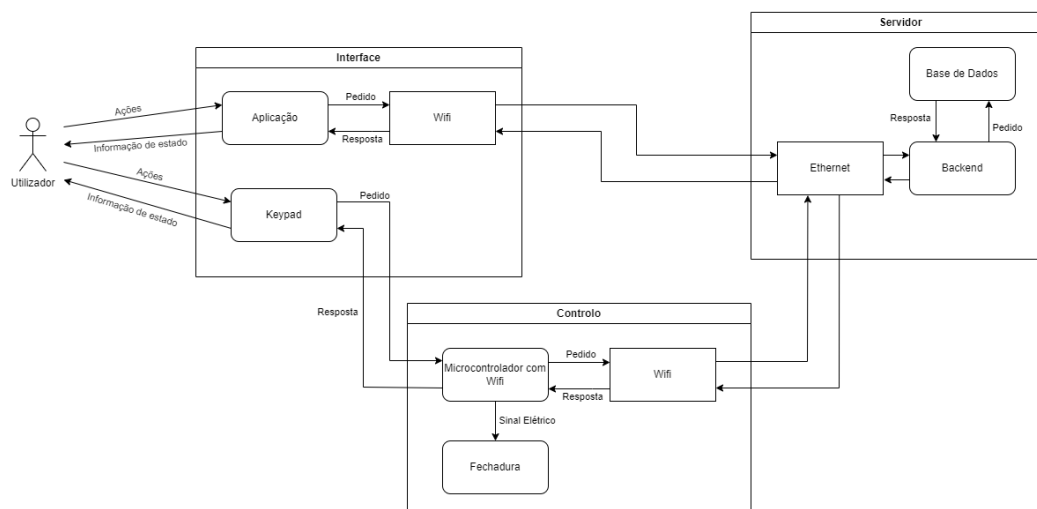 Servidor
Interface
Base de Dados
Ações
Aplicação
Pedido
Wifi
Resposta
Informação de estado
Utilizador
Resposta
Pedido
Ethernet
Backend
Ações
Informação de estado
Keypad
Pedido
Resposta
Controlo
Microcontrolador com
Wifi
Pedido
Resposta
Wifi
Sinal Elétrico
Fechadura